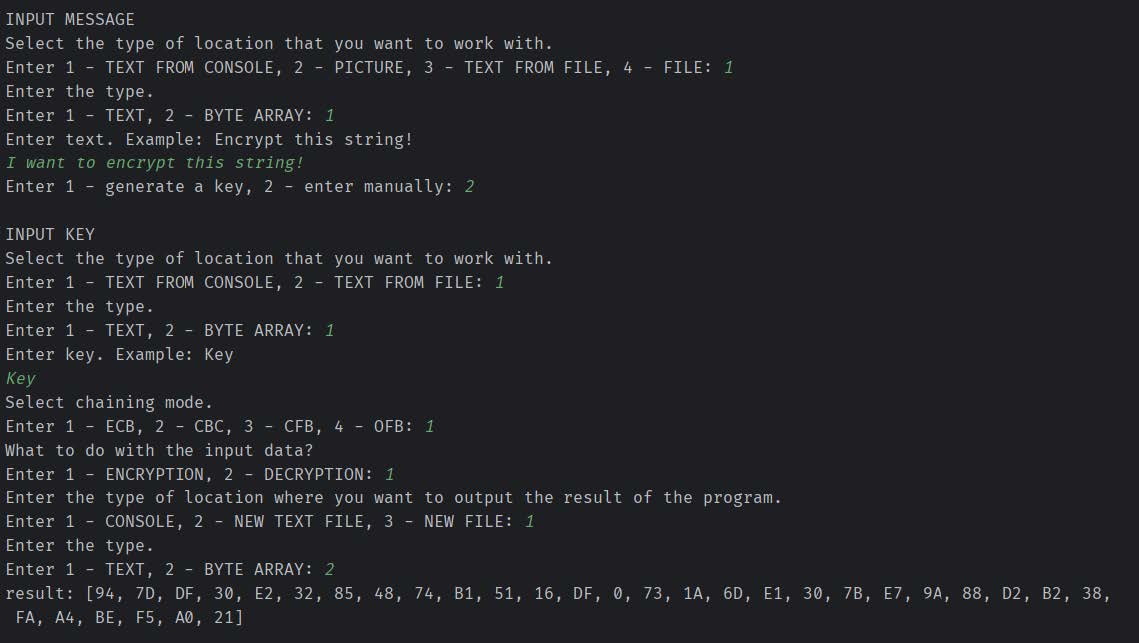 INPUT MESSAGE
Select the type of location that you want to work with.
Enter 1 - TEXT FROM CONSOLE, 2 - PICTURE, 3 - TEXT FROM FILE, 4 - FILE: 1
Enter the type.
Enter 1 - TEXT, 2 - BYTE ARRAY: 1
Enter text. Example: Encrypt this string!
I want to encrypt this string!
Enter 1 - generate a key, 2 - enter manually: 2
INPUT KEY
Select the type of location that you want to work with.
Enter 1 - TEXT FROM CONSOLE, 2 - TEXT FROM FILE: 1
Enter the type.
Enter 1 - TEXT, 2 - BYTE ARRAY: 1
Enter key. Example: Key
Key
Select chaining mode.
Enter 1 - ECB, 2 - CBC, 3 - CFB, 4 - OFB: 1
What to do with the input data?
Enter 1 - ENCRYPTION, 2 - DECRYPTION: 1
Enter the type of location where you want to output the result of the program.
Enter 1 - CONSOLE, 2 - NEW TEXT FILE, 3 - NEW FILE: 1
Enter the type.
Enter 1 - TEXT, 2 - BYTE ARRAY: 2
result: [94, 7D, DF, 30, E2, 32, 85, 48, 74, B1, 51, 16, DF, 0, 73, 1A, 6D, E1, 30, 7B, E7, 9A, 88, D2, B2, 38,
FA, A4, BE, F5, A0, 21]